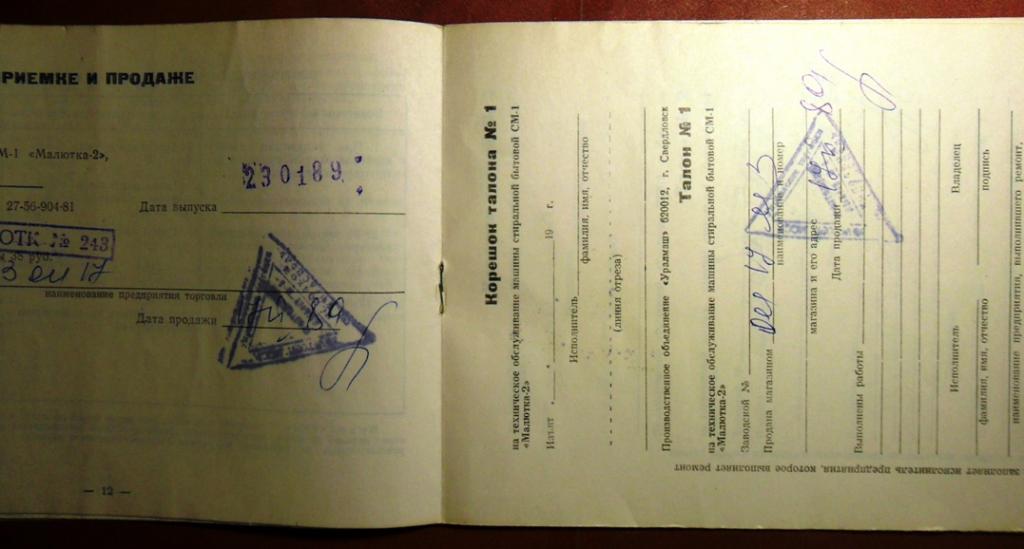 РИЕМКЕ И ПРОДАЖЕ
М-1 «Малютка-2»,
230189
27-56-904-81
Дата выпуска
ОТК № 243
руб.
наименование предприятия торговли
Дата продажи
89
— 12 —
Корешок талона № 1
на техническое обслуживание машины стиральной бытовой СМ-1
«Малютка-2»
Изъят „ “ 19 г.
Исполнитель
фамилия, имя, отчество
(линия отреза)
Производственное объединение «Уралмаш» 620012, г. Свердловск
Талон № 1
на техническое обслуживание машины стиральной бытовой СМ-1
«Малютка-2»
Заводской №
Продана магазином
наименование и номер
магазина и его адрес
Дата продажи 89
Выполнены работы
Исполнитель Владелец
фамилия, имя, отчество подпись
наименование предприятия, выполнившего ремонт,
заполняет исполнитель предприятия, которое выполняет ремонт